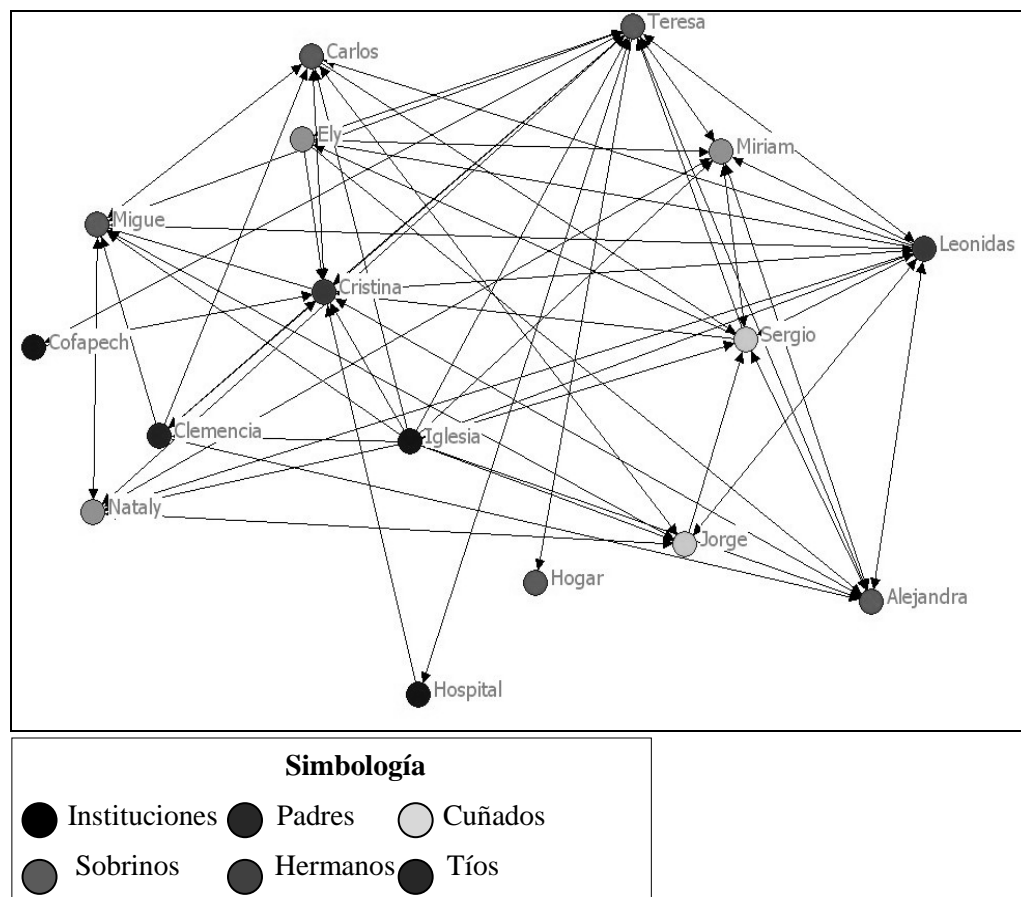 Teresa
Carlos
Ely
Miriam
Migue
Leonidas
Cristina
Sergio
Cofapech
Clemencia
Iglesia
Nataly
Jorge
Hogar
Alejandra
Hospital
Simbología
Instituciones Padres Cuñados
Sobrinos Hermanos Tíos